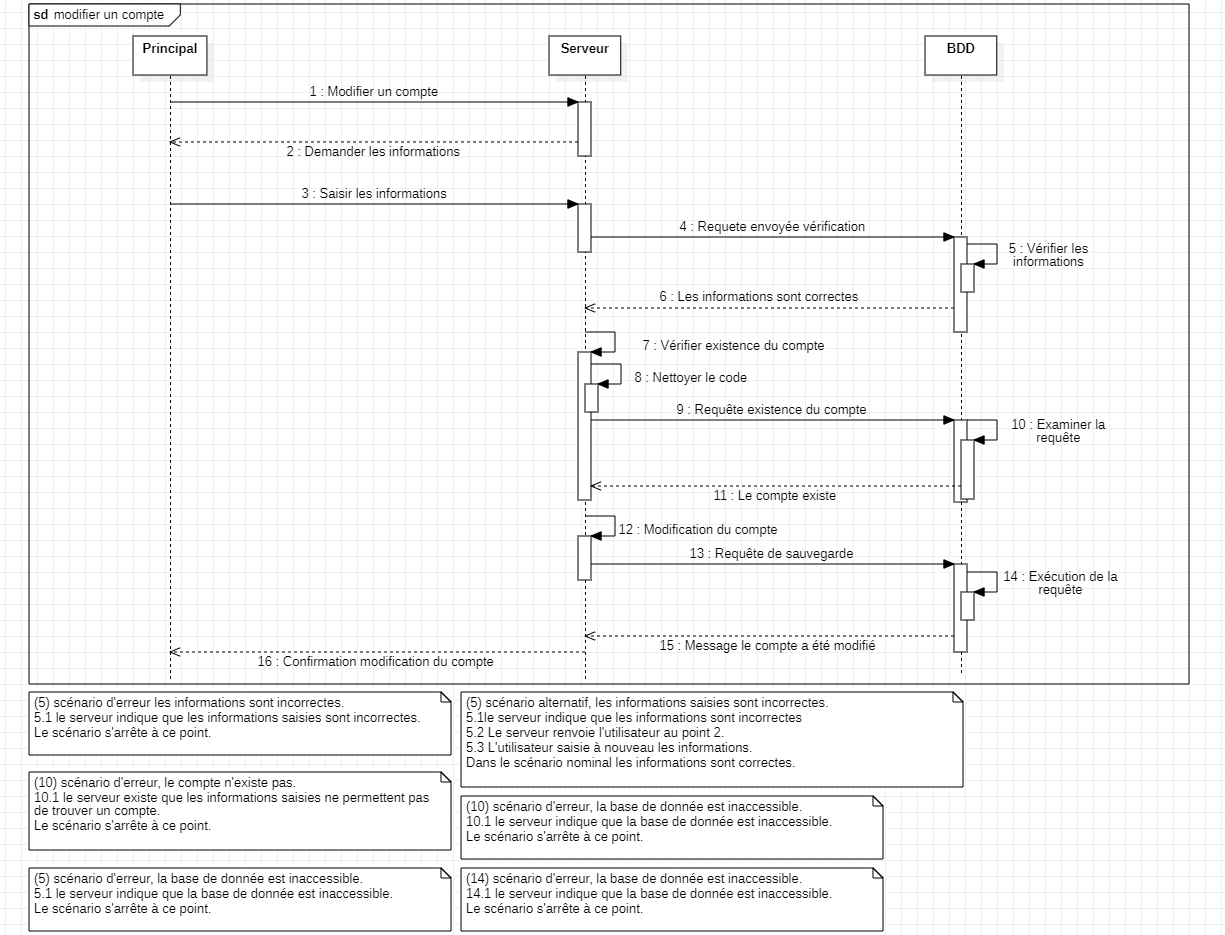 sd modifier un compte
Principal
Serveur
BDD
1 : Modifier un compte
2 : Demander les informations
3 : Saisir les informations
4 : Requete envoyée vérification
5 : Vérifier les
informations
6 : Les informations sont correctes
7 : Vérifier existence du compte
8 : Nettoyer le code
9 : Requête existence du compte
10 : Examiner la
requête
11 : Le compte existe
12 : Modification du compte
13 : Requête de sauvegarde
14 : Exécution de la
requête
15 : Message le compte a été modifié
16 : Confirmation modification du compte
(5) scénario d'erreur les informations sont incorrectes.
5.1 le serveur indique que les informations saisies sont incorrectes.
Le scénario s'arrête à ce point.
(5) scénario alternatif, les informations saisies sont incorrectes.
5.1le serveur indique que les informations sont incorrectes
5.2 Le serveur renvoie l'utilisateur au point 2.
5.3 L'utilisateur saisie à nouveau les informations.
Dans le scénario nominal les informations sont correctes.
(10) scénario d'erreur, le compte n'existe pas.
10.1 le serveur existe que les informations saisies ne permettent pas
de trouver un compte.
Le scénario s'arrête à ce point.
(10) scénario d'erreur, la base de donnée est inaccessible.
10.1 le serveur indique que la base de donnée est inaccessible.
Le scénario s'arrête à ce point.
(5) scénario d'erreur, la base de donnée est inaccessible.
5.1 le serveur indique que la base de donnée est inaccessible.
Le scénario s'arrête à ce point.
(14) scénario d'erreur, la base de donnée est inaccessible.
14.1 le serveur indique que la base de donnée est inaccessible.
Le scénario s'arrête à ce point.